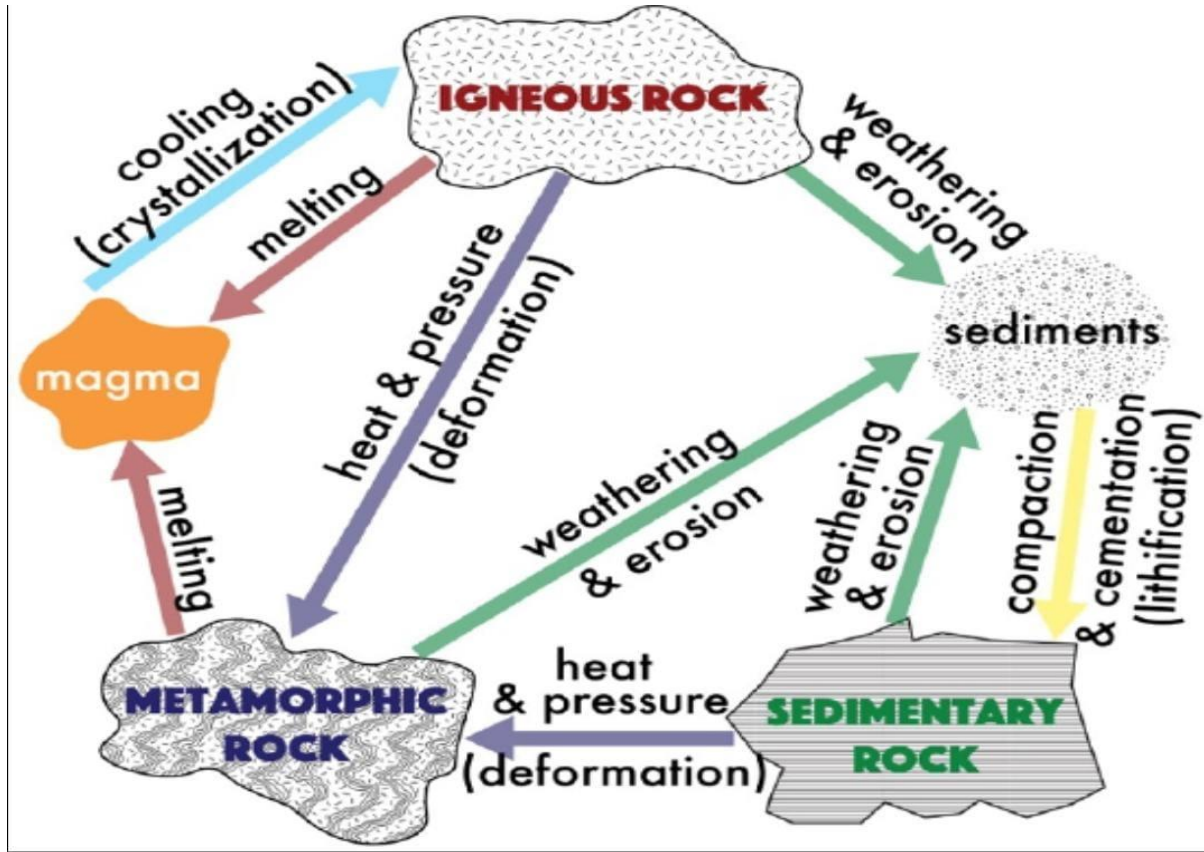 IGNEOUS ROCK
cooling
(crystallization)
melting
weathering
& erosion
heat & pressure
(deformation)
magma
sediments
melting
weathering
& erosion
weathering
& erosion
compaction
& cementation
(lithification)
METAMORPHIC
ROCK
heat
& pressure
(deformation)
SEDIMENTARY
ROCK